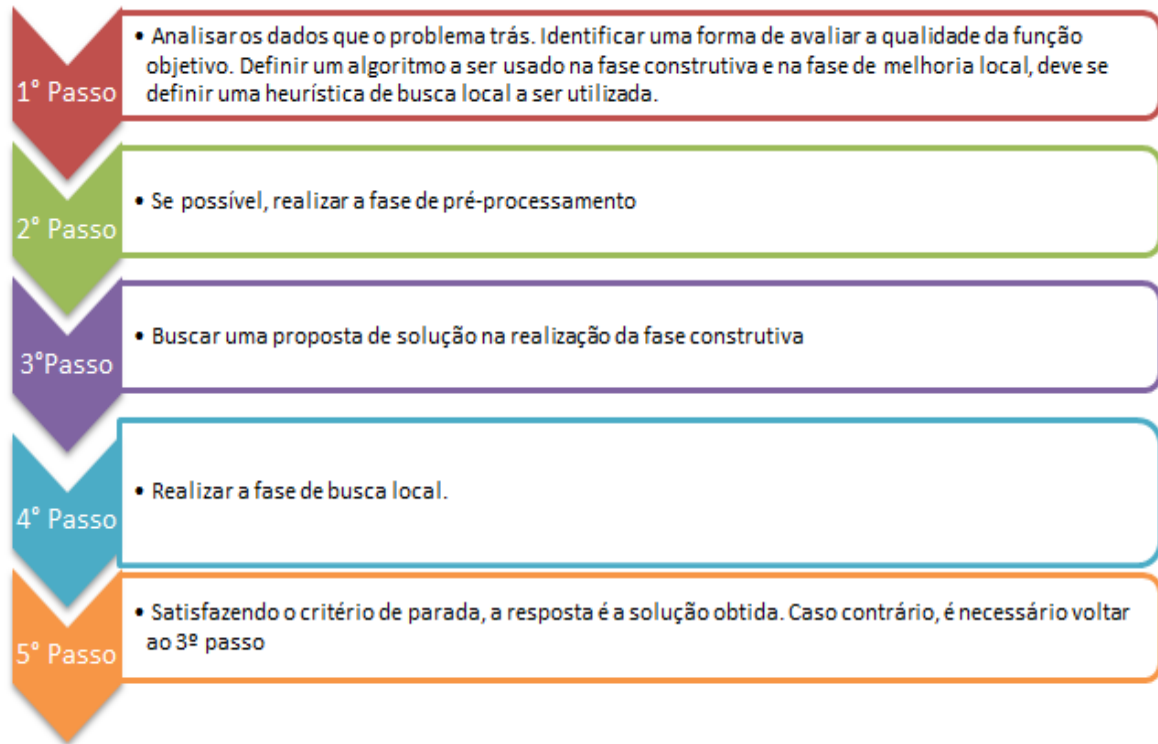 1° Passo
• Analisar os dados que o problema trás. Identificar uma forma de avaliar a qualidade da função
objetivo. Definir um algoritmo a ser usado na fase construtiva e na fase de melhoria local, deve se
definir uma heurística de busca local a ser utilizada.
2° Passo
• Se possível, realizar a fase de pré-processamento
3°Passo
• Buscar uma proposta de solução na realização da fase construtiva
4° Passo
• Realizar a fase de busca local.
5° Passo
• Satisfazendo o critério de parada, a resposta é a solução obtida. Caso contrário, é necessário voltar
ao 3º passo